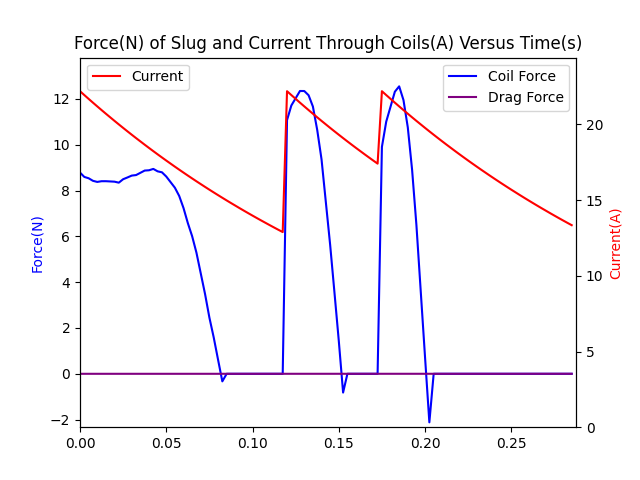 Force(N) of Slug and Current Through Coils(A) Versus Time(s)
Current
Coil Force
Drag Force
Force(N)
12
10
8
6
4
2
0
−2
20
15
10
5
0
Current(A)
0.00 0.05 0.10 0.15 0.20 0.25